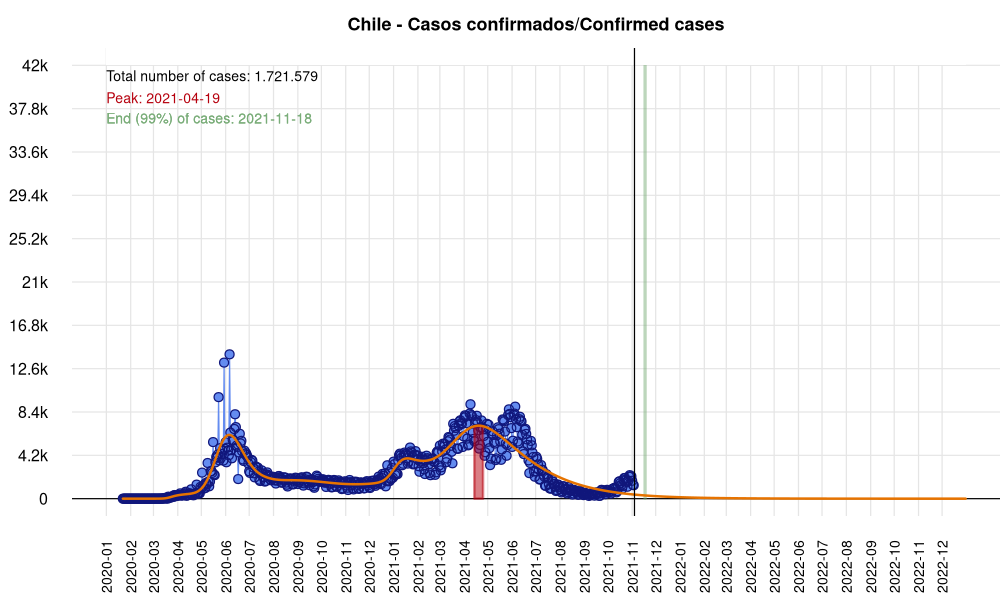 Chile - Casos confirmados/Confirmed cases
Total number of cases: 1.721.579
Peak: 2021-04-19
End (99%) of cases: 2021-11-18
42k
37.8k
33.6k
29.4k
25.2k
21k
16.8k
12.6k
8.4k
4.2k
0
2020-01
2020-02
2020-03
2020-04
2020-05
2020-06
2020-07
2020-08
2020-09
2020-10
2020-11
2020-12
2021-01
2021-02
2021-03
2021-04
2021-05
2021-06
2021-07
2021-08
2021-09
2021-10
2021-11
2021-12
2022-01
2022-02
2022-03
2022-04
2022-05
2022-06
2022-07
2022-08
2022-09
2022-10
2022-11
2022-12